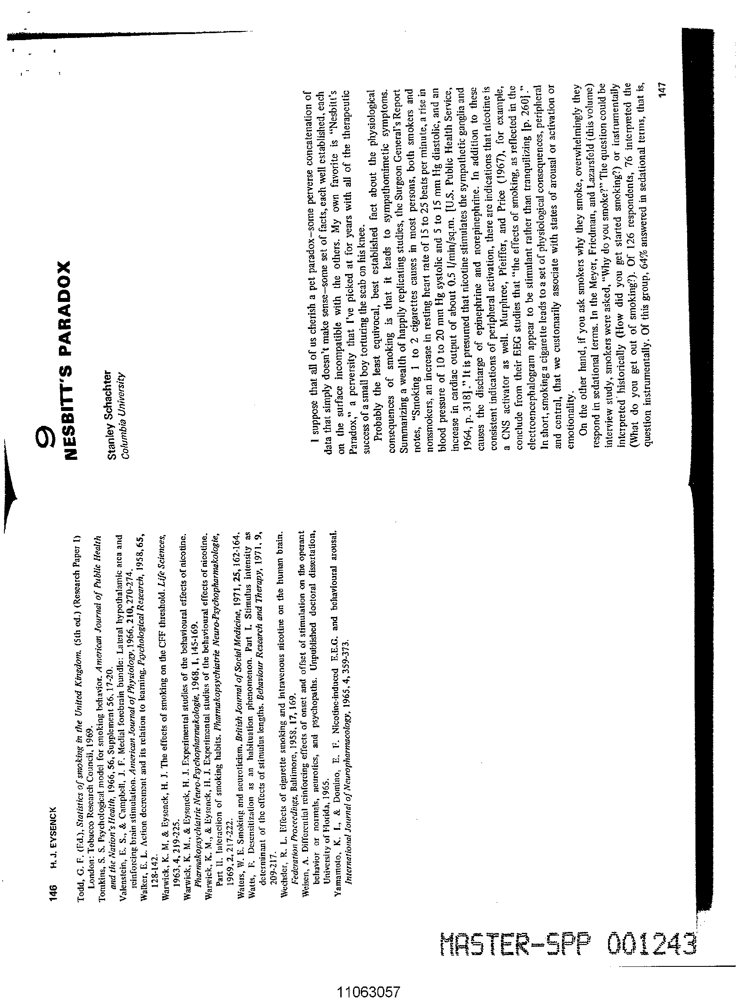 146 H. J. EYSENCK
Todd, G. F. (Ed.), Statistics of smoking in the United Kingdom. (5th ed.) (Research Paper 1)
London: Tobacco Research Council, 1969.
Tomkins, S. S. Psychological model for smoking behavior. American Journal of Public Health
and the Nation's Health, 1966, 56, Supplement 56, 17-20.
Valenstein, E. S., & Campbell, J. F. Medial forebrain bundle: Lateral hypothalamic area and
reinforcing brain stimulation. American Journal of Physiology, 1966, 210, 270-274.
Walker, E. L. Action decrement and its relation to learning. Psychological Research, 1958, 65,
128-142.
Warwick, K. M, & Eysenck, H. J. The effects of smoking on the CFF threshold. Life Sciences,
1963, 4, 219-225.
Warwick, K. M., & Eysenck, H. J. Experimental studies of the behavioural effects of nicotine.
Pharmakopsychiatrie Neuro-Psychopharmakologie, 1968, 1, 145-169.
Warwick, K. M., & Eysenck, H. J. Experimental studies of the behavioural effects of nicotine.
Part II. Interaction of smoking habits. Pharmakopsychiatrie Neuro-Psychopharmakologie,
1969, 2, 217-222.
Waters, W. E. Smoking and neuroticism. British Journal of Social Medicine, 1971, 25, 162-164.
Watts, F. Desensitization as an habituation phenomenon. Part I. Stimulus intensity as
determinant of the effects of stimulus lengths. Behaviour Research and Therapy, 1971, 9,
209-217.
Wechsler, R. L. Effects of cigarette smoking and intravenous nicotine on the human brain.
Federation Proceedings, Baltimore, 1958, 17, 169.
Weisen, A. Differential reinforcing effects of onset and offset of stimulation on the operant
behavior or normals, neurotics, and psychopaths. Unpublished doctoral dissertation,
University of Florida, 1965.
Yamamoto, K. I., & Domino, E. F. Nicotine-induced E.E.G. and behavioural arousal.
International Journal of Neuropharmacology, 1965, 4, 359-373.
9
NESBITT'S PARADOX
Stanley Schachter
Columbia University
I suppose that all of us cherish a pet paradox—some perverse concatenation of
data that simply doesn't make sense—some set of facts, each well established, each
on the surface incompatible with the others. My own favorite is "Nesbitt's
Paradox," a perversity that I've picked at for years with all of the therapeutic
success of a small boy torturing the scab on his knee.
Probably the least equivocal, best established fact about the physiological
consequences of smoking is that it leads to sympathomimetic symptoms.
Summarizing a wealth of happily replicating studies, the Surgeon General's Report
notes, "Smoking 1 to 2 cigarettes causes in most persons, both smokers and
nonsmokers, an increase in resting heart rate of 15 to 25 beats per minute, a rise in
blood pressure of 10 to 20 mm Hg systolic and 5 to 15 mm Hg diastolic, and an
increase in cardiac output of about 0.5 l/min/sq.m. [U.S. Public Health Service,
1964, p. 318]." It is presumed that nicotine stimulates the sympathetic ganglia and
causes the discharge of epinephrine and norepinephrine. In addition to these
consistent indications of peripheral activation, there are indications that nicotine is
a CNS activator as well. Murphree, Pfeiffer, and Price (1967), for example,
conclude from their EEG studies that "the effects of smoking, as reflected in the
electroencephalogram appear to be stimulant rather than tranquilizing [p. 260]."
In short, smoking a cigarette leads to a set of physiological consequences, peripheral
and central, that we customarily associate with states of arousal or activation or
emotionality.
On the other hand, if you ask smokers why they smoke, overwhelmingly they
respond in sedational terms. In the Meyer, Friedman, and Lazarsfeld (this volume)
interview study, smokers were asked, "Why do you smoke?" The question could be
interpreted historically (How did you get started smoking?) or instrumentally
(What do you get out of smoking?). Of 126 respondents, 76 interpreted the
question instrumentally. Of this group, 64% answered in sedational terms, that is,
147
MASTER-SPP 001243
11063057